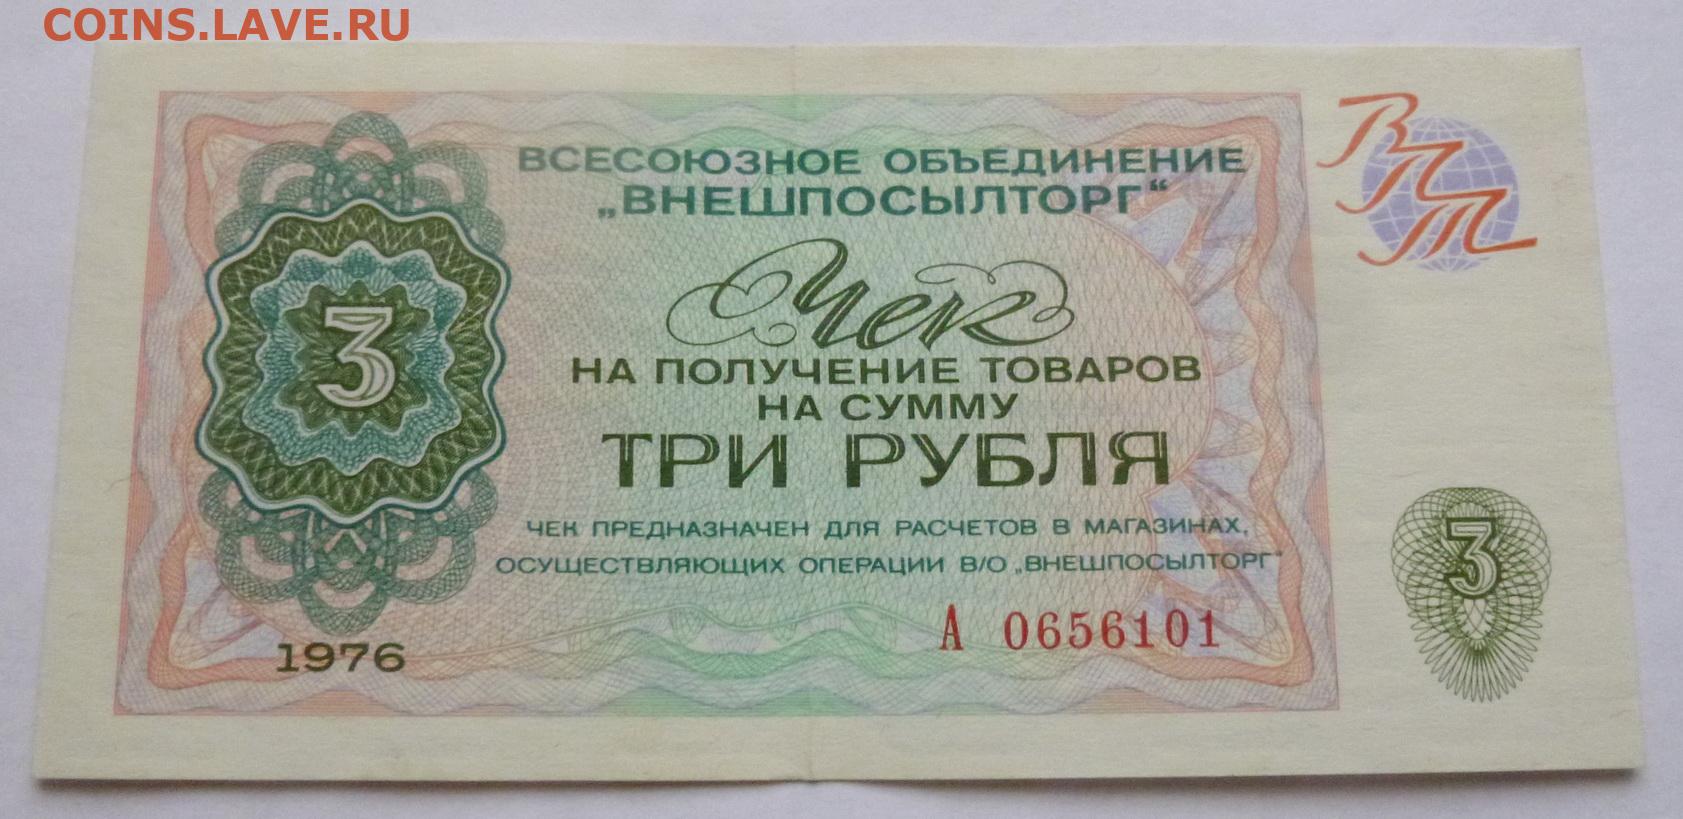 COINS.LAVE.RU
ВСЕСОЮЗНОЕ ОБЪЕДИНЕНИЕ
„ВНЕШПОСЫЛТОРГ“
ВПТ
Чек
3
НА ПОЛУЧЕНИЕ ТОВАРОВ
НА СУММУ
ТРИ РУБЛЯ
ЧЕК ПРЕДНАЗНАЧЕН ДЛЯ РАСЧЕТОВ В МАГАЗИНАХ,
ОСУЩЕСТВЛЯЮЩИХ ОПЕРАЦИИ В/О „ВНЕШПОСЫЛТОРГ“
3
А 0656101
1976